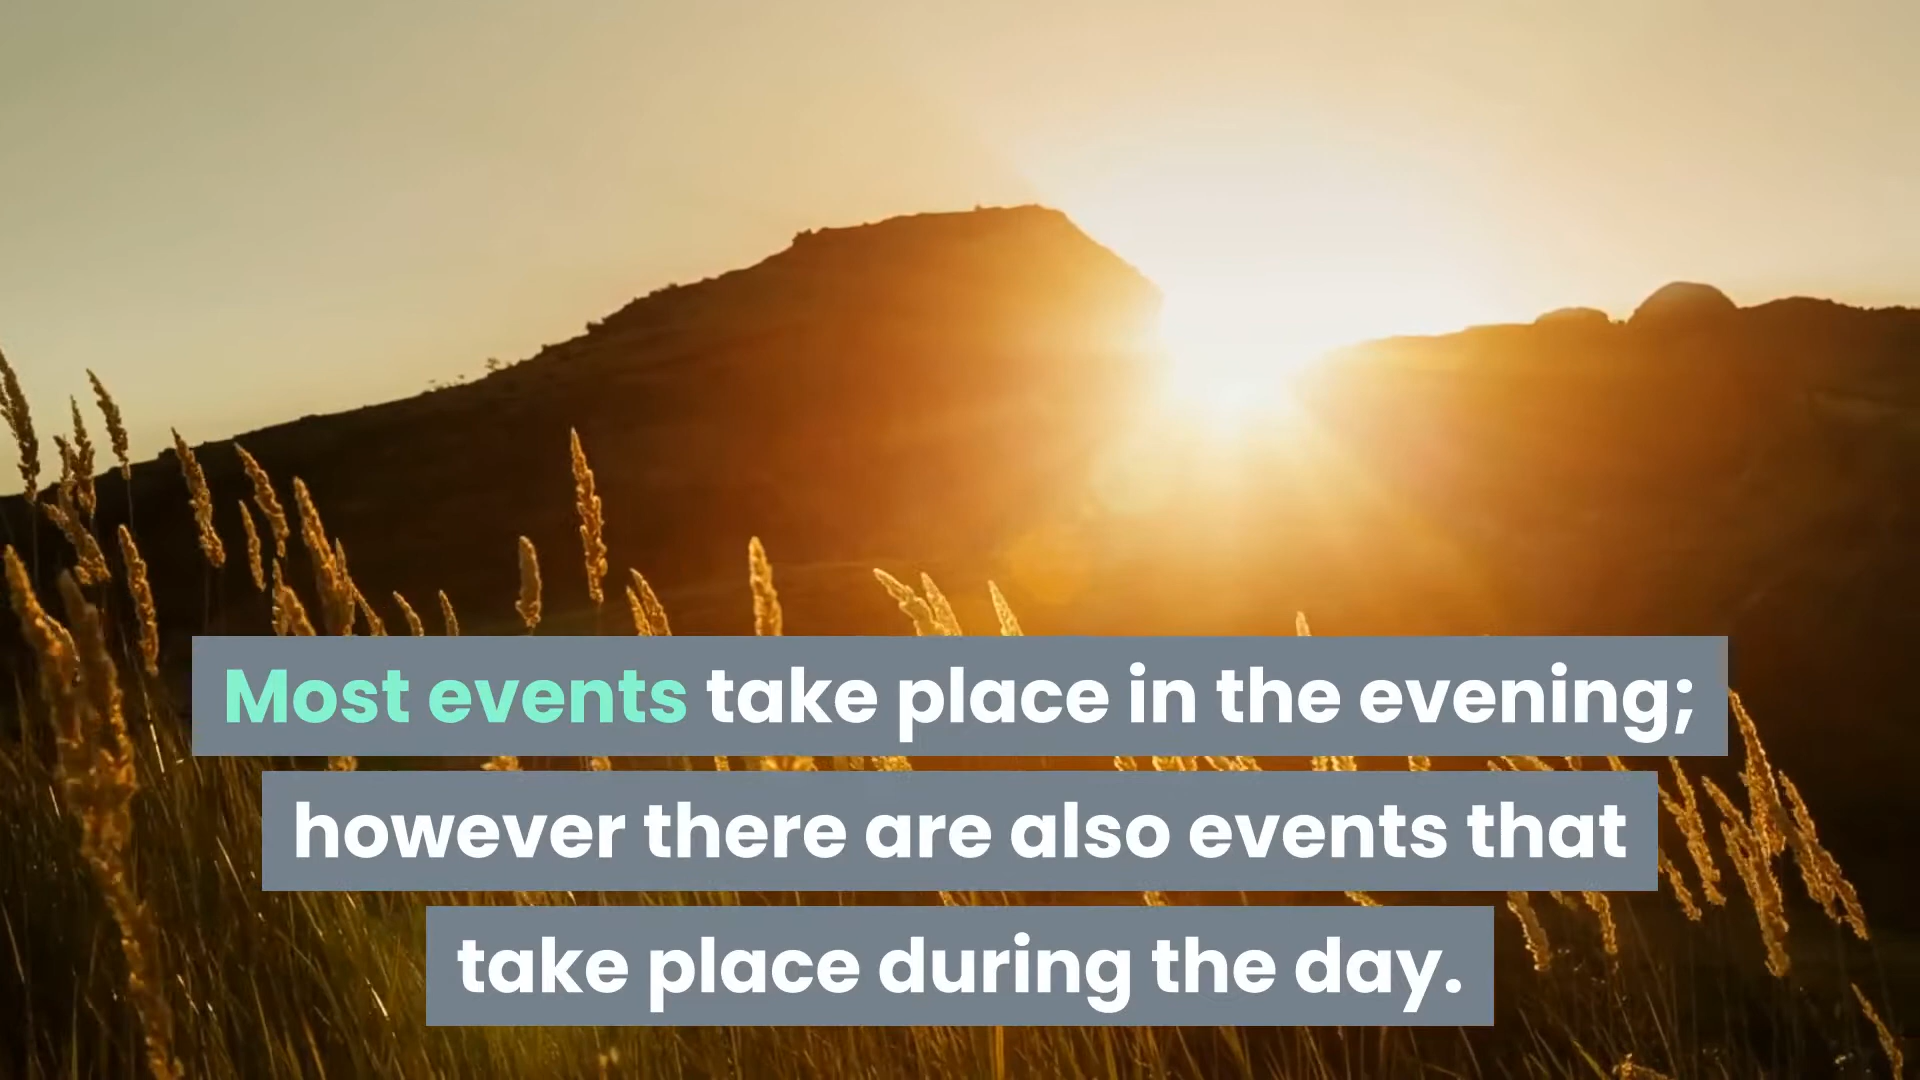 Most events take place in the evening;
however there are also events that
take place during the day.